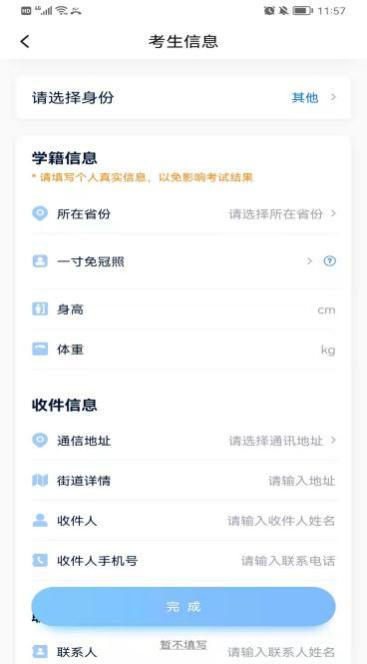 HD 4G 11:57
考生信息
请选择身份 其他
学籍信息
* 请填写个人真实信息，以免影响考试结果
所在省份 请选择所在省份
一寸免冠照 ?
身高 cm
体重 kg
收件信息
通信地址 请选择通讯地址
街道详情 请输入地址
收件人 请输入收件人姓名
收件人手机号 请输入联系电话
完成
暂不填写
联系人 请输入联系人姓名